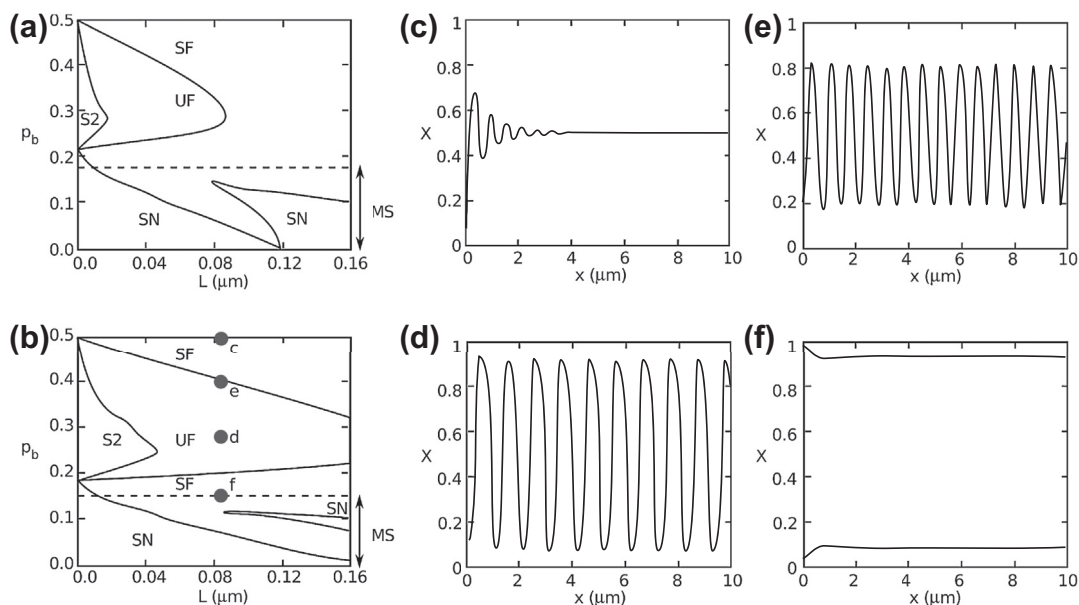 (a)
0.5
0.4
0.3
0.2
0.1
0.0
p_b
SF
UF
S2
SN
SN
MS
0.0 0.04 0.08 0.12 0.16
L (μm)
(c)
1
0.8
0.6
X
0.4
0.2
0
0 2 4 6 8 10
x (μm)
(e)
1
0.8
0.6
X
0.4
0.2
0
0 2 4 6 8 10
x (μm)
(b)
0.5
0.4
0.3
0.2
0.1
0.0
p_b
SF
c
e
S2
UF
d
SF
f
SN
SN
MS
0.0 0.04 0.08 0.12 0.16
L (μm)
(d)
1
0.8
0.6
X
0.4
0.2
0
0 2 4 6 8 10
x (μm)
(f)
1
0.8
0.6
X
0.4
0.2
0
0 2 4 6 8 10
x (μm)